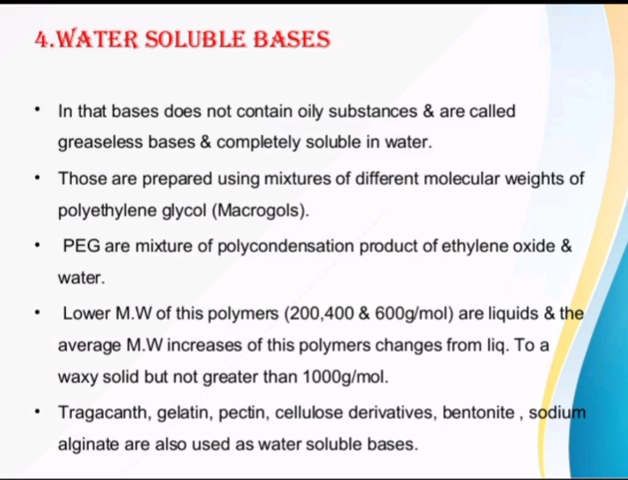 4.WATER SOLUBLE BASES
• In that bases does not contain oily substances & are called
greaseless bases & completely soluble in water.
• Those are prepared using mixtures of different molecular weights of
polyethylene glycol (Macrogols).
• PEG are mixture of polycondensation product of ethylene oxide &
water.
• Lower M.W of this polymers (200,400 & 600g/mol) are liquids & the
average M.W increases of this polymers changes from liq. To a
waxy solid but not greater than 1000g/mol.
• Tragacanth, gelatin, pectin, cellulose derivatives, bentonite , sodium
alginate are also used as water soluble bases.